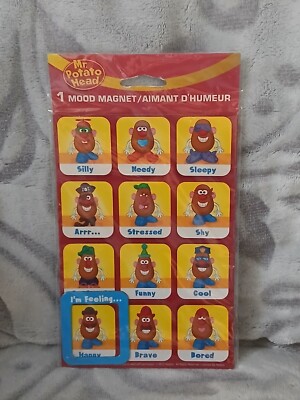 Mr.
Potato
Head
1 MOOD MAGNET/AIMANT D'HUMEUR
Silly
Needy
Sleepy
Arrr...
Stressed
Shy
Funny
Cool
I'm Feeling...
Happy
Brave
Bored